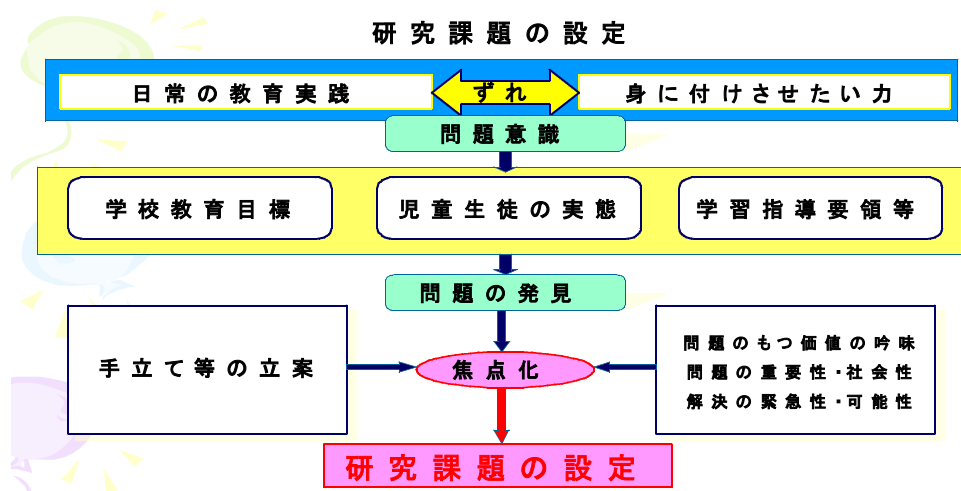 研究課題の設定
日常の教育実践
ずれ
身に付けさせたい力
問題意識
学校教育目標
児童生徒の実態
学習指導要領等
問題の発見
手立て等の立案
焦点化
問題のもつ価値の吟味
問題の重要性・社会性
解決の緊急性・可能性
研究課題の設定